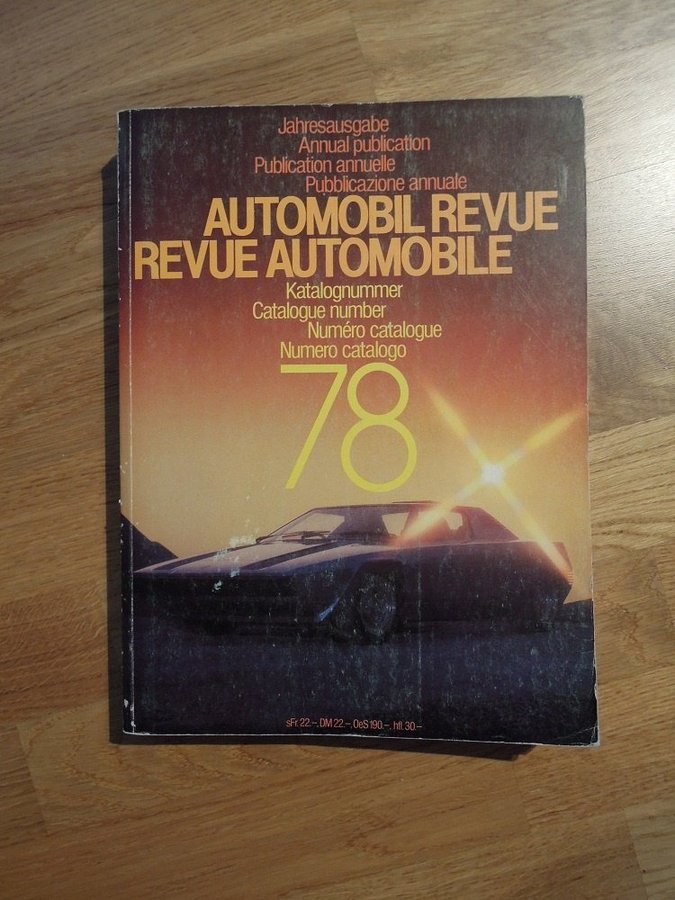 Jahresausgabe
Annual publication
Publication annuelle
Pubblicazione annuale
AUTOMOBIL REVUE
REVUE AUTOMOBILE
Katalognummer
Catalogue number
Numéro catalogue
Numero catalogo
78
sFr. 22.–, DM 22.–, OeS 190.–, hfl. 30.–